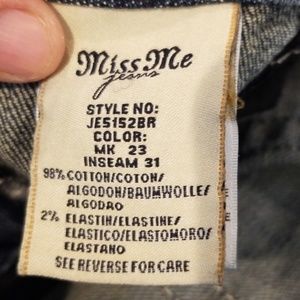 Miss Me
jeans
STYLE NO:
JE5152BR
COLOR:
MK 23
INSEAM 31
98% COTTON/COTON/
ALGODON/BAUMWOLLE/
ALGODAO
2% ELASTIN/ELASTINE/
ELASTICO/ELASTOMORO/
ELASTANO
SEE REVERSE FOR CARE